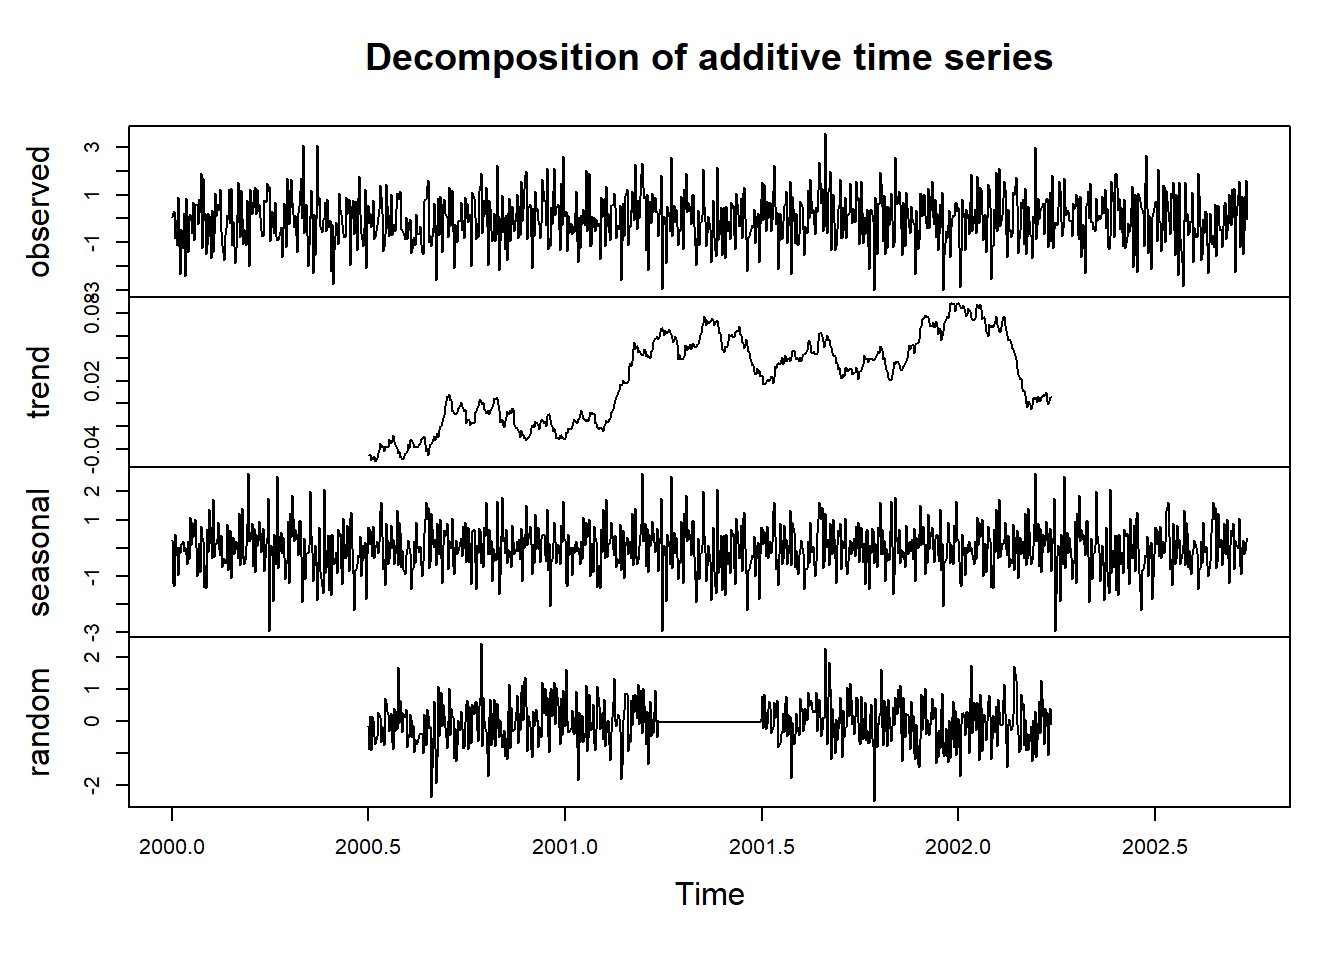 Decomposition of additive time series
observed
3
1
-1
0.083
trend
0.02
-0.04
seasonal
2
1
-1
-3
random
2
1
0
-2
2000.0 2000.5 2001.0 2001.5 2002.0 2002.5
Time